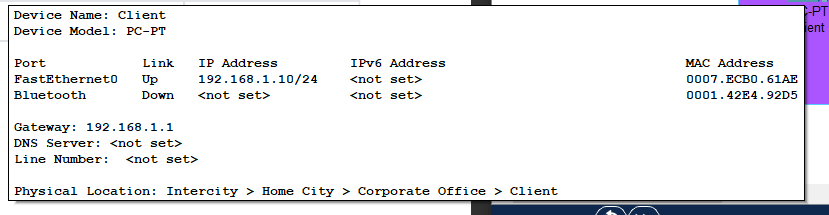 Device Name: Client
Device Model: PC-PT
Port Link IP Address IPv6 Address MAC Address
FastEthernet0 Up 192.168.1.10/24 <not set> 0007.ECB0.61AE
Bluetooth Down <not set> <not set> 0001.42E4.92D5
Gateway: 192.168.1.1
DNS Server: <not set>
Line Number: <not set>
Physical Location: Intercity > Home City > Corporate Office > Client